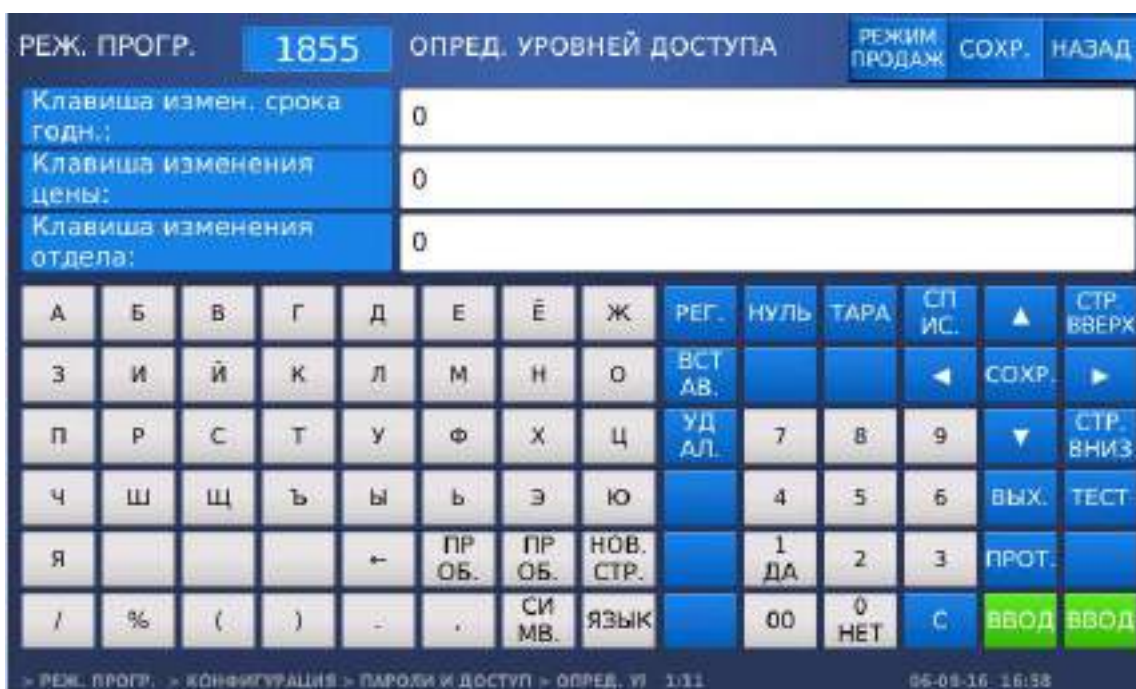 РЕЖ. ПРОГР. 1855 ОПРЕД. УРОВНЕЙ ДОСТУПА РЕЖИМ ПРОДАЖ СОХР. НАЗАД
Клавиша измен. срока
годн.: 0
Клавиша изменения
цены: 0
Клавиша изменения
отдела: 0
А Б В Г Д Е Ё Ж РЕГ. НУЛЬ ТАРА СП ИС. ▲ СТР. ВВЕРХ
З И Й К Л М Н О ВСТ АВ. ◀ СОХР. ▶
П Р С Т У Ф Х Ц УД АЛ. 7 8 9 ▼ СТР. ВНИЗ
Ч Ш Щ Ъ Ы Ь Э Ю 4 5 6 ВЫХ. ТЕСТ
Я ← ПР ОБ. ПР ОБ. НОВ. СТР. 1 ДА 2 3 ПРОТ.
/ % ( ) - . СИ МВ. ЯЗЫК 00 0 НЕТ C ВВОД ВВОД
> РЕЖ. ПРОГР. > КОНФИГУРАЦИЯ > ПАРОЛИ И ДОСТУП > ОПРЕД. УР 1/11 06-09-16 16:58